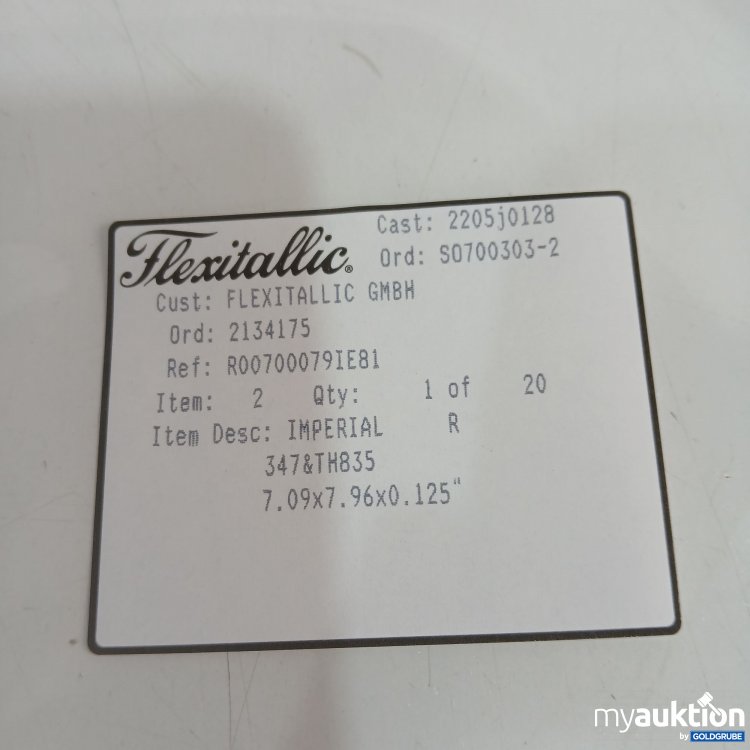 Flexitallic®
Cast: 2205j0128
Ord: SO700303-2
Cust: FLEXITALLIC GMBH
Ord: 2134175
Ref: R00700079IE81
Item: 2 Qty: 1 of 20
Item Desc: IMPERIAL R
347&TH835
7.09x7.96x0.125"
myauktion
by GOLDGRUBE